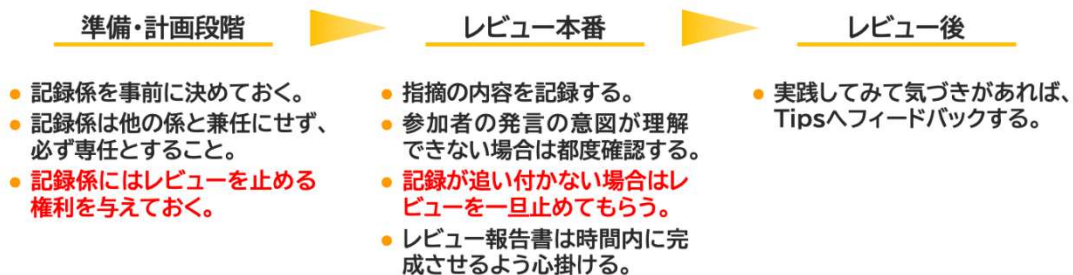 準備・計画段階
レビュー本番
レビュー後
記録係を事前に決めておく。
記録係は他の係と兼任にせず、
必ず専任とすること。
記録係にはレビューを止める
権利を与えておく。
指摘の内容を記録する。
参加者の発言の意図が理解
できない場合は都度確認する。
記録が追い付かない場合はレ
ビューを一旦止めてもらう。
レビュー報告書は時間内に完
成させるよう心掛ける。
実践してみて気づきがあれば、
Tipsへフィードバックする。